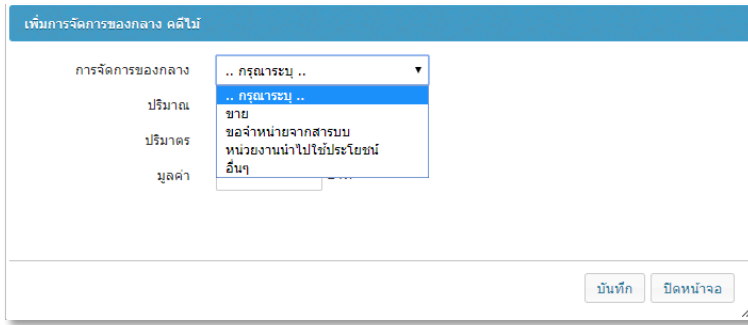 เพิ่มการจัดการของกลาง คดีไม้
การจัดการของกลาง .. กรุณาระบุ ..
.. กรุณาระบุ ..
ปริมาณ
ขาย
ขอจำหน่ายจากสารบบ
ปริมาตร
หน่วยงานนำไปใช้ประโยชน์
อื่นๆ
มูลค่า
บันทึก ปิดหน้าจอ